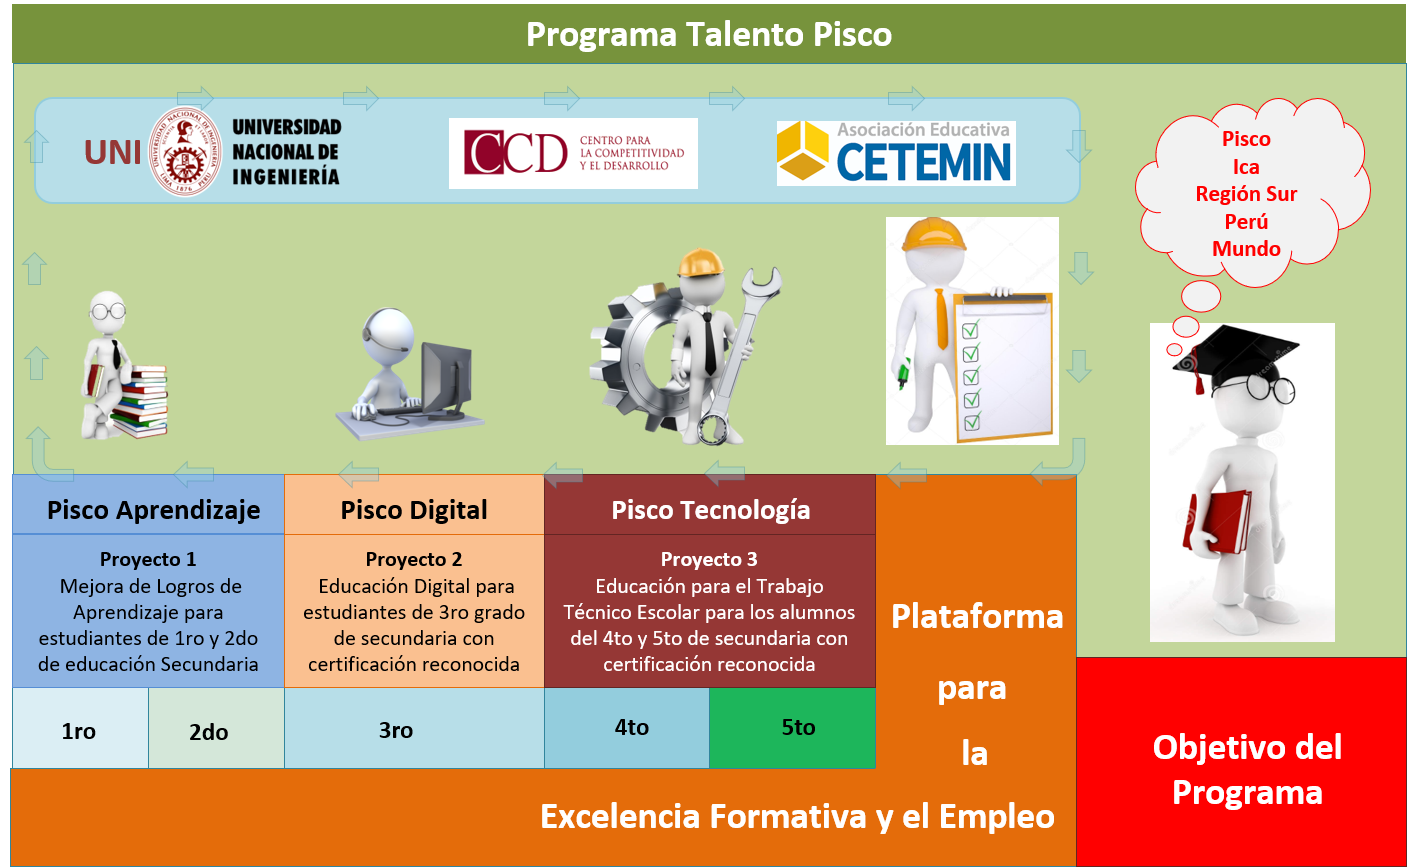 Programa Talento Pisco
UNI
UNIVERSIDAD
NACIONAL DE
INGENIERÍA
CCD
CENTRO PARA
LA COMPETITIVIDAD
Y EL DESARROLLO
Asociación Educativa
CETEMIN
Pisco
Ica
Región Sur
Perú
Mundo
Pisco Aprendizaje
Proyecto 1
Mejora de Logros de
Aprendizaje para
estudiantes de 1ro y 2do
de educación Secundaria
1ro
2do
Pisco Digital
Proyecto 2
Educación Digital para
estudiantes de 3ro grado
de secundaria con
certificación reconocida
3ro
Pisco Tecnología
Proyecto 3
Educación para el Trabajo
Técnico Escolar para los alumnos
del 4to y 5to de secundaria con
certificación reconocida
4to
5to
Plataforma
para
la
Excelencia Formativa y el Empleo
Objetivo del
Programa